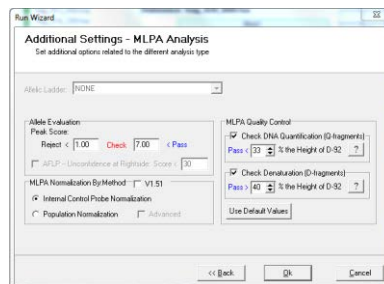 Run Wizard
Additional Settings - MLPA Analysis
Set additional options related to the different analysis type
Allelic Ladder: NONE
Allele Evaluation
Peak Score:
Reject < 1.00 Check 7.00 < Pass
AFLP - Unconfidence at Rightside: Score < 30
MLPA Normalization By:Method V1.51
Internal Control Probe Normalization
Population Normalization Advanced
MLPA Quality Control
Check DNA Quantification (Q-fragments)
Pass < 33 % the Height of D-92 ?
Check Denaturation (D-fragments)
Pass > 40 % the Height of D-92 ?
Use Default Values
<< Back Ok Cancel